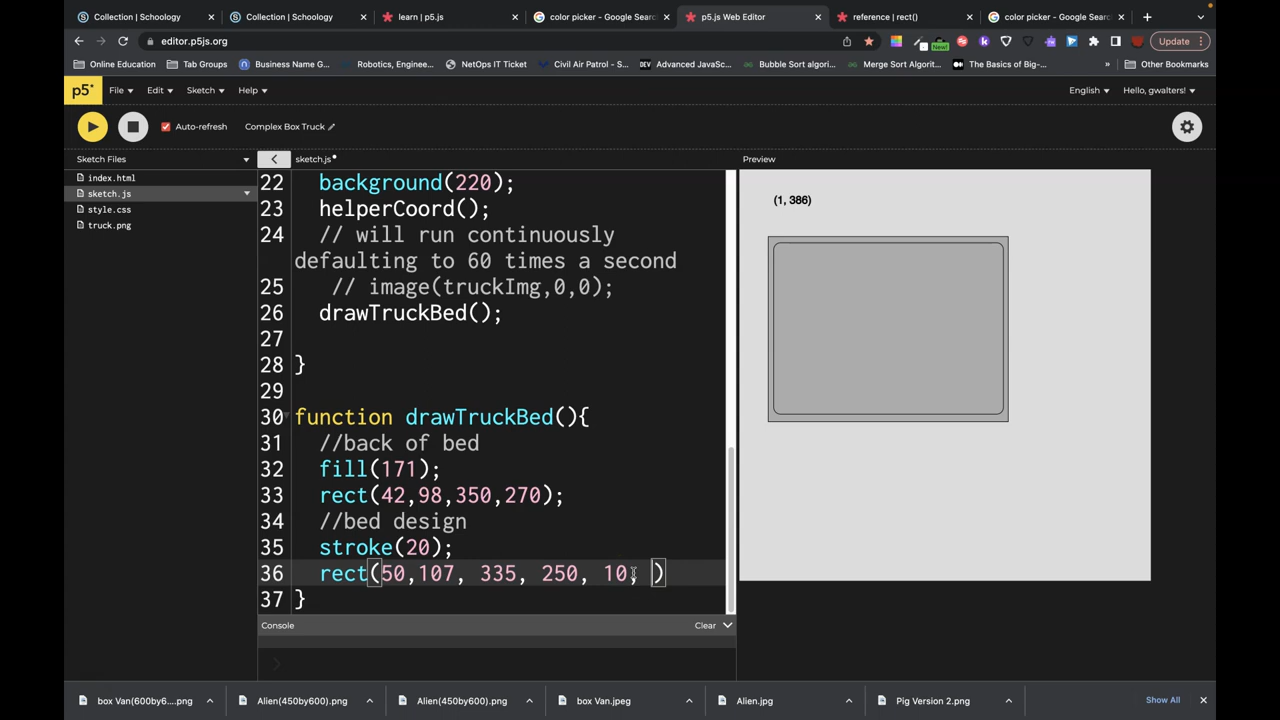 Collection | Schoology
Collection | Schoology
learn | p5.js
color picker - Google Search
p5.js Web Editor
reference | rect()
color picker - Google Searc
editor.p5js.org
New
Update
Online Education
Tab Groups
Business Name G...
Robotics, Enginee...
NetOps IT Ticket
Civil Air Patrol - S...
DEV
Advanced JavaSc...
Bubble Sort algori...
Merge Sort Algori...
The Basics of Big-...
»
Other Bookmarks
p5*
File
Edit
Sketch
Help
English
Hello, gwalters!
Auto-refresh
Complex Box Truck
Sketch Files
sketch.js
Preview
index.html
sketch.js
style.css
truck.png
22 background(220);
23 helperCoord();
24 // will run continuously
defaulting to 60 times a second
25 // image(truckImg,0,0);
26 drawTruckBed();
27
28 }
29
30 function drawTruckBed(){
31 //back of bed
32 fill(171);
33 rect(42,98,350,270);
34 //bed design
35 stroke(20);
36 rect(50,107, 335, 250, 10, )
37 }
(1, 386)
Console
Clear
box Van(600by6....png
Alien(450by600).png
Alien(450by600).png
box Van.jpeg
Alien.jpg
Pig Version 2.png
Show All